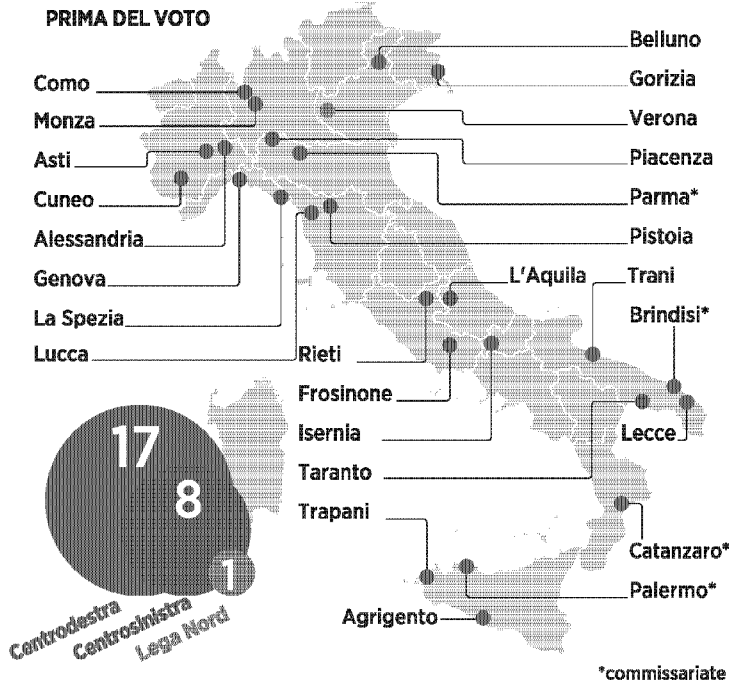 PRIMA DEL VOTO
Como
Monza
Asti
Cuneo
Alessandria
Genova
La Spezia
Lucca
Belluno
Gorizia
Verona
Piacenza
Parma*
Pistoia
L'Aquila
Trani
Brindisi*
Rieti
Frosinone
Isernia
Lecce
Taranto
Trapani
Catanzaro*
Palermo*
Agrigento
17
8
1
Centrodestra
Centrosinistra
Lega Nord
*commissariate